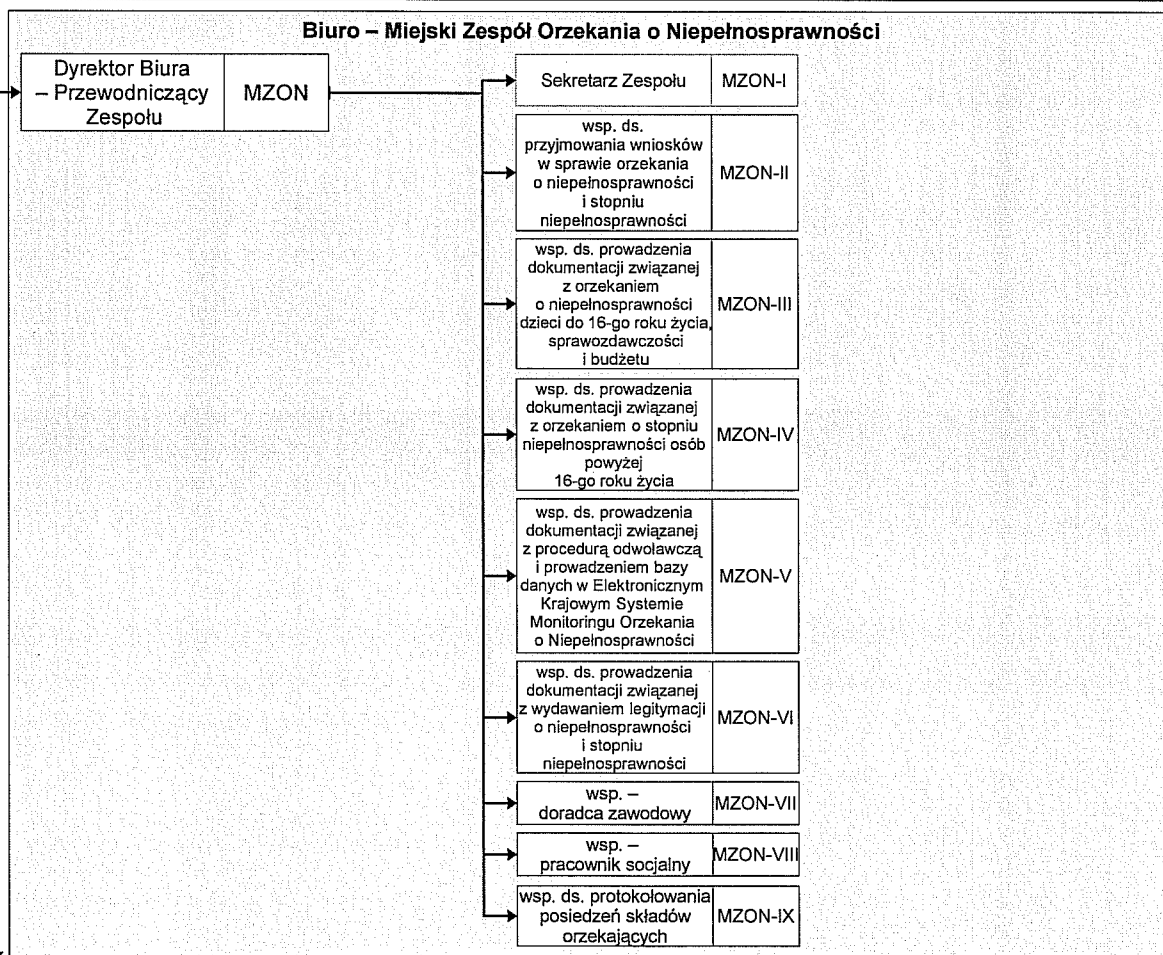 Biuro – Miejski Zespół Orzekania o Niepełnosprawności
Dyrektor Biura
– Przewodniczący
Zespołu
MZON
Sekretarz Zespołu
MZON-I
wsp. ds.
przyjmowania wniosków
w sprawie orzekania
o niepełnosprawności
i stopniu
niepełnosprawności
MZON-II
wsp. ds. prowadzenia
dokumentacji związanej
z orzekaniem
o niepełnosprawności
dzieci do 16-go roku życia,
sprawozdawczości
i budżetu
MZON-III
wsp. ds. prowadzenia
dokumentacji związanej
z orzekaniem o stopniu
niepełnosprawności osób
powyżej
16-go roku życia
MZON-IV
wsp. ds. prowadzenia
dokumentacji związanej
z procedurą odwoławczą
i prowadzeniem bazy
danych w Elektronicznym
Krajowym Systemie
Monitoringu Orzekania
o Niepełnosprawności
MZON-V
wsp. ds. prowadzenia
dokumentacji związanej
z wydawaniem legitymacji
o niepełnosprawności
i stopniu
niepełnosprawności
MZON-VI
wsp. –
doradca zawodowy
MZON-VII
wsp. –
pracownik socjalny
MZON-VIII
wsp. ds. protokołowania
posiedzeń składów
orzekających
MZON-IX